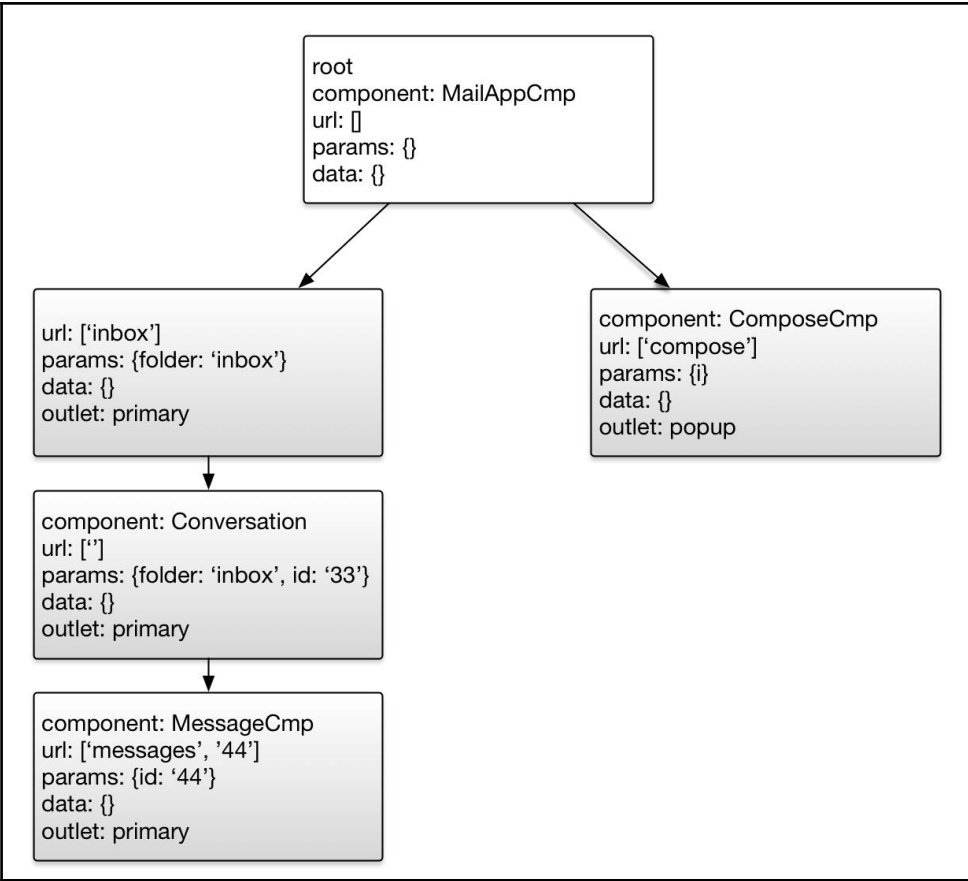 root
component: MailAppCmp
url: []
params: {}
data: {}
url: [‘inbox’]
params: {folder: ‘inbox’}
data: {}
outlet: primary
component: ComposeCmp
url: [‘compose’]
params: {i}
data: {}
outlet: popup
component: Conversation
url: [‘’]
params: {folder: ‘inbox’, id: ‘33’}
data: {}
outlet: primary
component: MessageCmp
url: [‘messages’, ’44’]
params: {id: ‘44’}
data: {}
outlet: primary